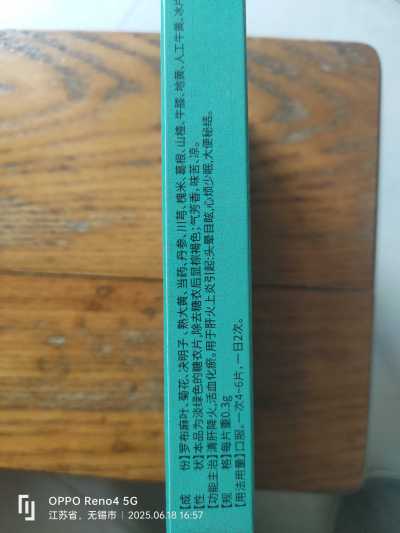 【成　份】罗布麻叶、菊花、决明子、熟大黄、当药、丹参、川芎、槐米、葛根、山楂、牛膝、地黄、人工牛黄、冰片
【性　状】本品为淡绿色的糖衣片,除去糖衣后显棕褐色;气芳香,味苦、凉。
【功能主治】清肝降火,活血化瘀。用于肝火上炎引起:头晕目眩,心烦少眠,大便秘结。
【规　格】每片重0.3g
【用法用量】口服。一次4-6片,一日2次。
OPPO Reno4 5G
江苏省，无锡市 | 2025.06.18 16:57